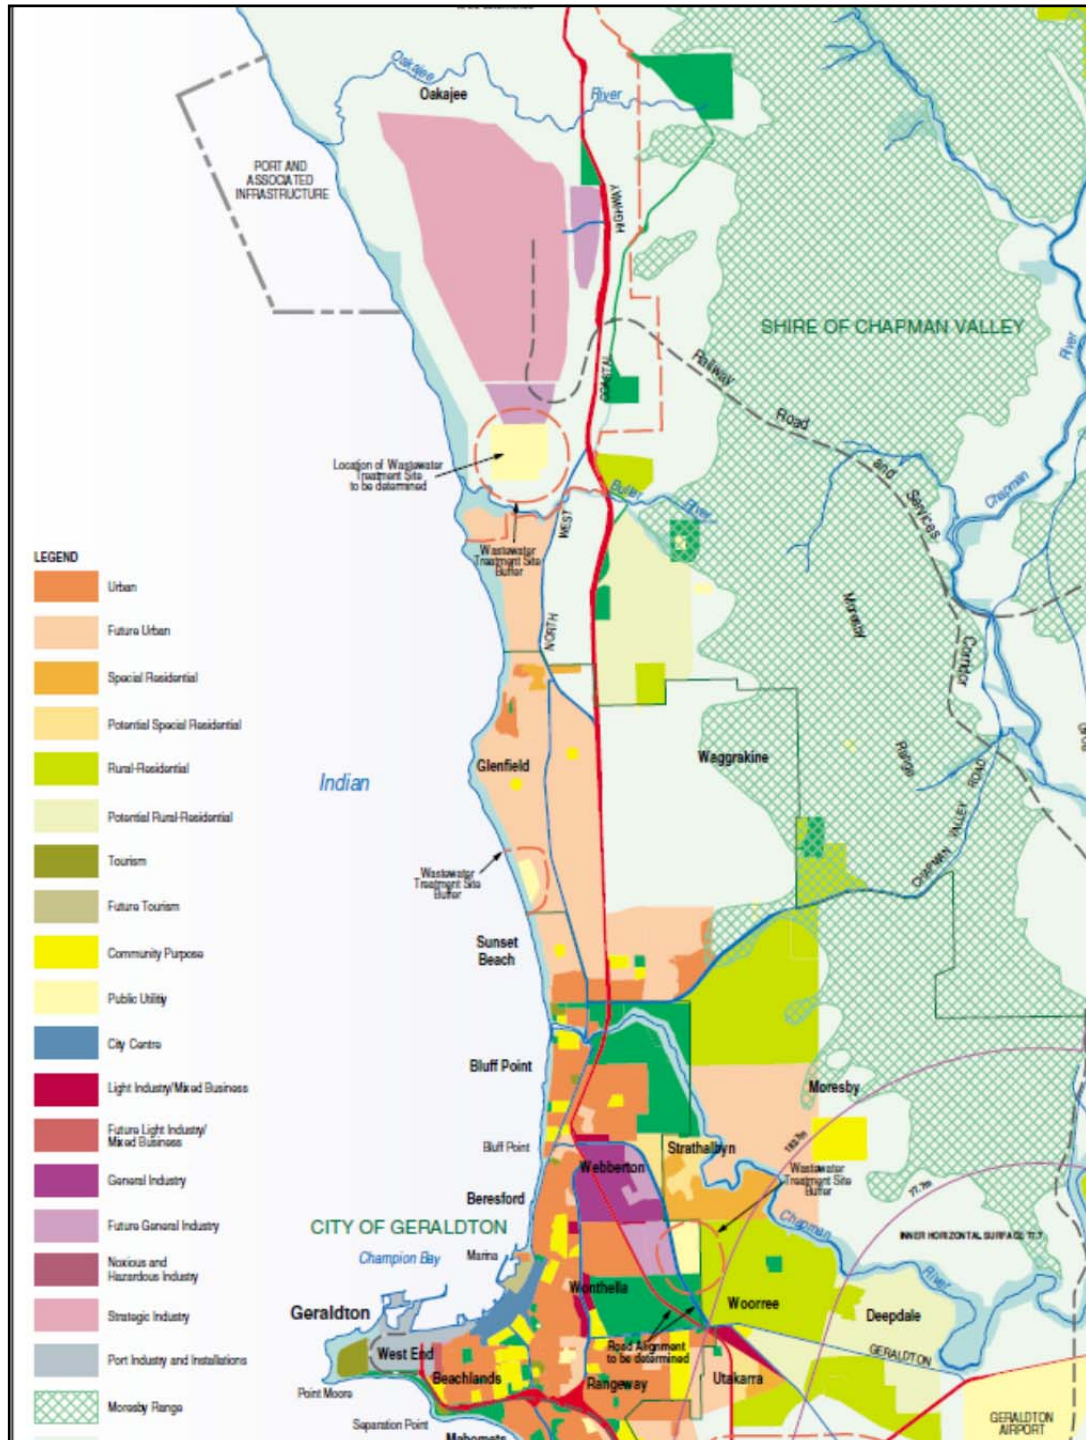 Oakajee
River
Oakajee
PORT AND
ASSOCIATED
INFRASTRUCTURE
HIGHWAY
SHIRE OF CHAPMAN VALLEY
River
COASTAL
Railway
Road
and
Services
Corridor
Location of Wastewater
Treatment Site
to be determined
Buller
River
Chapman
WEST
Wastewater
Treatment Site
Buffer
NORTH
Moresby
Range
LEGEND
Urban
Future Urban
Special Residential
Potential Special Residential
Rural-Residential
Potential Rural-Residential
Tourism
Future Tourism
Community Purpose
Public Utility
City Centre
Light Industry/Mixed Business
Future Light Industry/
Mixed Business
General Industry
Future General Industry
Noxious and
Hazardous Industry
Strategic Industry
Port Industry and Installations
Moresby Range
Waggrakine
Glenfield
Indian
CHAPMAN VALLEY ROAD
Wastewater
Treatment Site
Buffer
Sunset
Beach
Bluff Point
Moresby
Bluff Point
Strathalbyn
Webberton
Wastewater
Treatment Site
Buffer
77.7m
Beresford
CITY OF GERALDTON
Chapman
River
INNER HORIZONTAL SURFACE 77.7
Champion Bay
Marina
Wonthella
Woorree
Deepdale
Geraldton
GERALDTON
West End
Road Alignment
to be determined
Beachlands
Rangeway
Utakarra
Point Moore
Separation Point
GERALDTON
AIRPORT
Mahomets